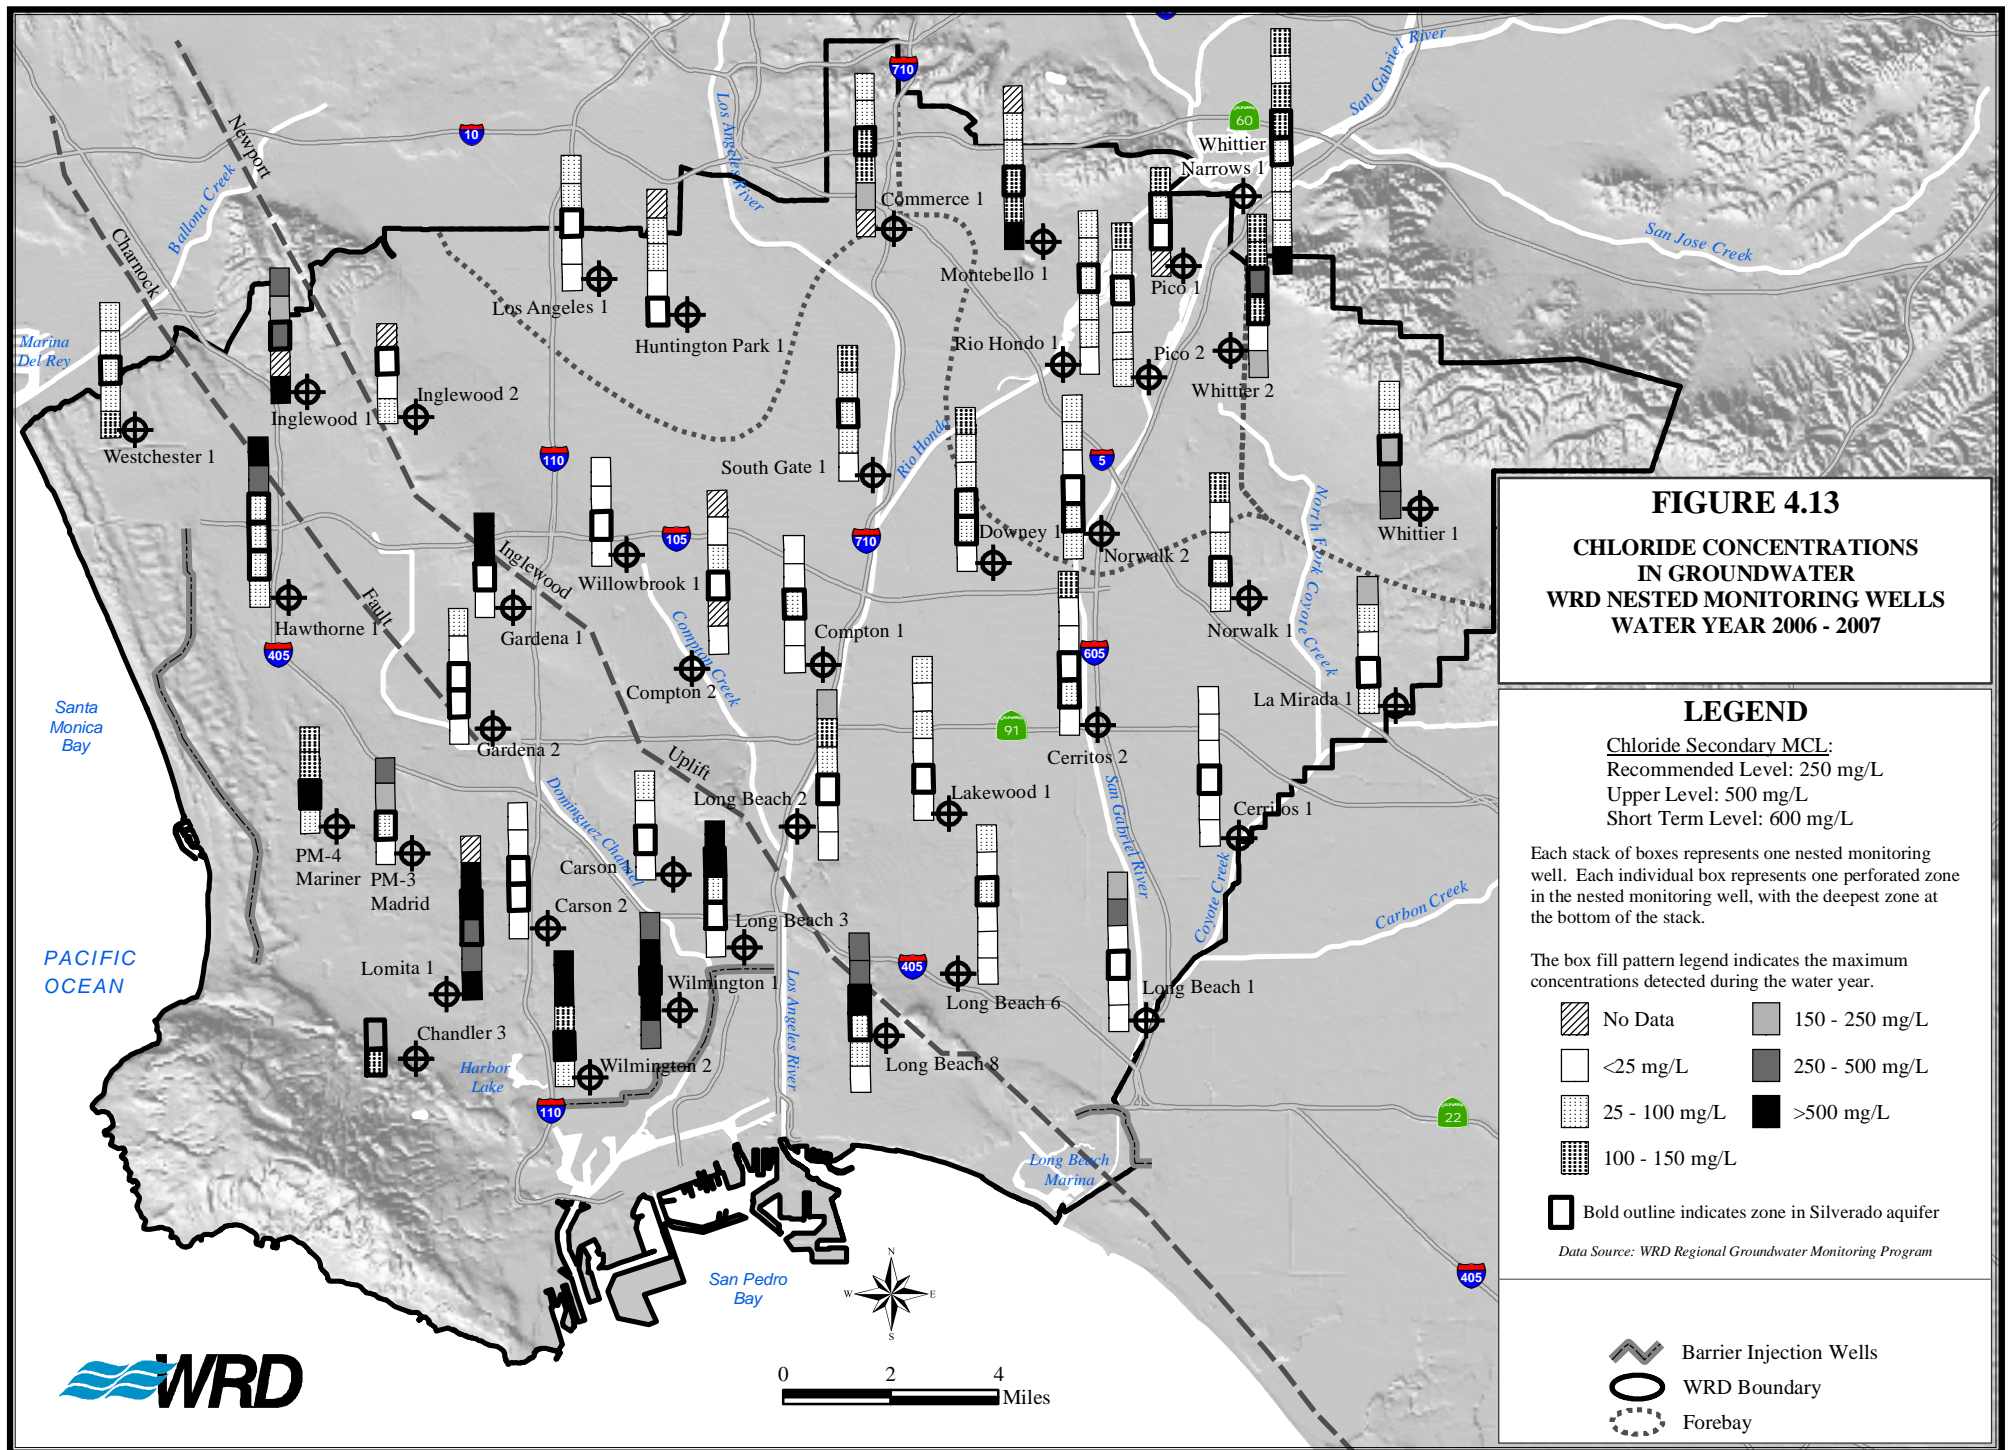 710
10
60
Whittier
Narrows 1
San Gabriel River
Los Angeles River
Newport
Ballona Creek
Charnock
Commerce 1
Montebello 1
Pico 1
San Jose Creek
Los Angeles 1
Huntington Park 1
Rio Hondo 1
Pico 2
Whittier 2
Marina
Del Rey
Inglewood 1
Inglewood 2
Westchester 1
110
South Gate 1
Rio Hondo
5
Whittier 1
105
710
Inglewood
Willowbrook 1
Downey 1
Norwalk 2
North Fork Coyote Creek
Hawthorne 1
Fault
Gardena 1
Compton Creek
Compton 1
Norwalk 1
405
Compton 2
605
La Mirada 1
Santa
Monica
Bay
Gardena 2
91
Cerritos 2
Uplift
Dominguez Channel
Long Beach 2
Lakewood 1
San Gabriel River
Cerritos 1
PM-4
Mariner
PM-3
Madrid
Carson 1
Carson 2
Long Beach 3
Coyote Creek
Carbon Creek
PACIFIC
OCEAN
Lomita 1
Wilmington 1
405
Long Beach 6
Long Beach 1
Los Angeles River
Chandler 3
Harbor
Lake
Wilmington 2
Long Beach 8
110
22
Long Beach
Marina
405
San Pedro
Bay
N
W
E
S
0
2
4
Miles
WRD
FIGURE 4.13
CHLORIDE CONCENTRATIONS
IN GROUNDWATER
WRD NESTED MONITORING WELLS
WATER YEAR 2006 - 2007
LEGEND
Chloride Secondary MCL:
Recommended Level: 250 mg/L
Upper Level: 500 mg/L
Short Term Level: 600 mg/L
Each stack of boxes represents one nested monitoring
well. Each individual box represents one perforated zone
in the nested monitoring well, with the deepest zone at
the bottom of the stack.
The box fill pattern legend indicates the maximum
concentrations detected during the water year.
No Data
150 - 250 mg/L
<25 mg/L
250 - 500 mg/L
25 - 100 mg/L
>500 mg/L
100 - 150 mg/L
Bold outline indicates zone in Silverado aquifer
Data Source: WRD Regional Groundwater Monitoring Program
Barrier Injection Wells
WRD Boundary
Forebay